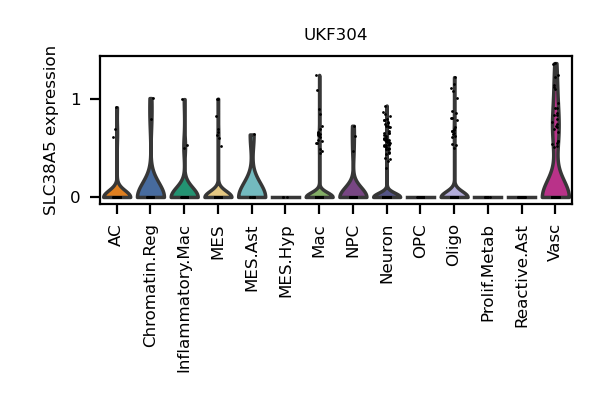 UKF304
SLC38A5 expression
1
0
AC
Chromatin.Reg
Inflammatory.Mac
MES
MES.Ast
MES.Hyp
Mac
NPC
Neuron
OPC
Oligo
Prolif.Metab
Reactive.Ast
Vasc